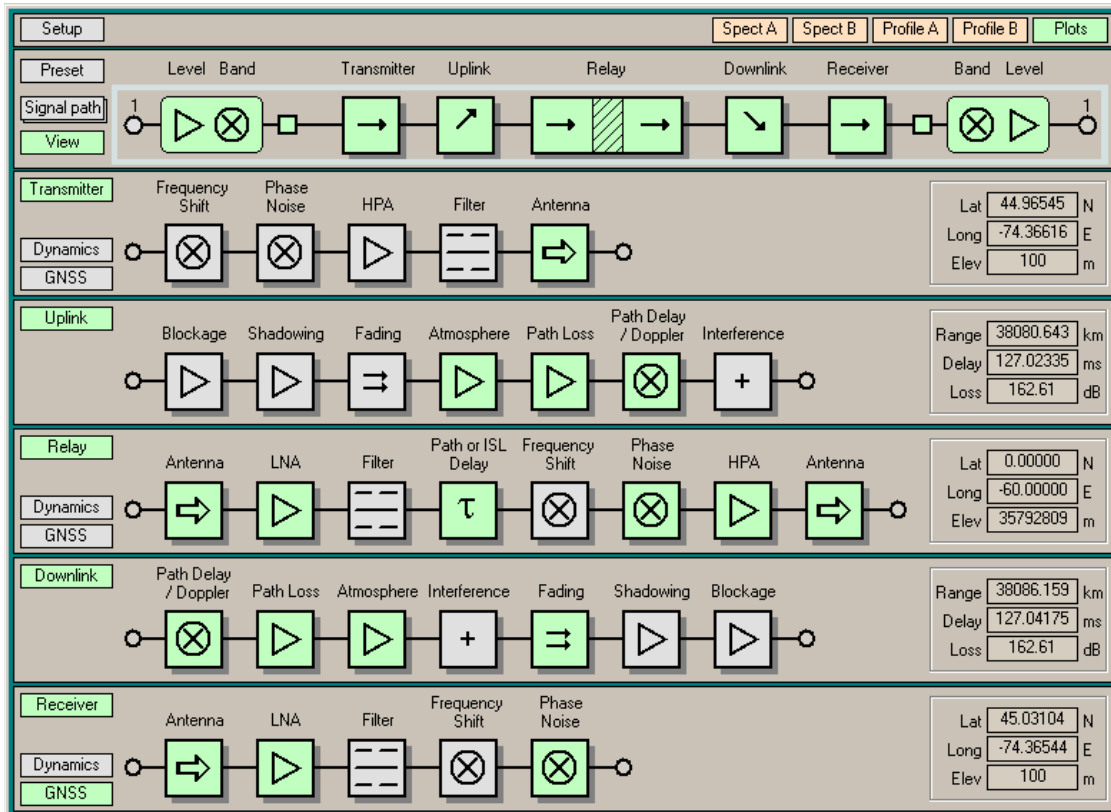 Setup Spect A Spect B Profile A Profile B Plots
Preset Level Band Transmitter Uplink Relay Downlink Receiver Band Level
Signal path 1 1
View
Transmitter Frequency Shift Phase Noise HPA Filter Antenna
Lat 44.96545 N
Dynamics Long -74.36616 E
GNSS Elev 100 m
Uplink Blockage Shadowing Fading Atmosphere Path Loss Path Delay / Doppler Interference
+
Range 38080.643 km
Delay 127.02335 ms
Loss 162.61 dB
Relay Antenna LNA Filter Path or ISL Delay Frequency Shift Phase Noise HPA Antenna
τ
Lat 0.00000 N
Dynamics Long -60.00000 E
GNSS Elev 35792809 m
Downlink Path Delay / Doppler Path Loss Atmosphere Interference Fading Shadowing Blockage
+
Range 38086.159 km
Delay 127.04175 ms
Loss 162.61 dB
Receiver Antenna LNA Filter Frequency Shift Phase Noise
Lat 45.03104 N
Dynamics Long -74.36544 E
GNSS Elev 100 m